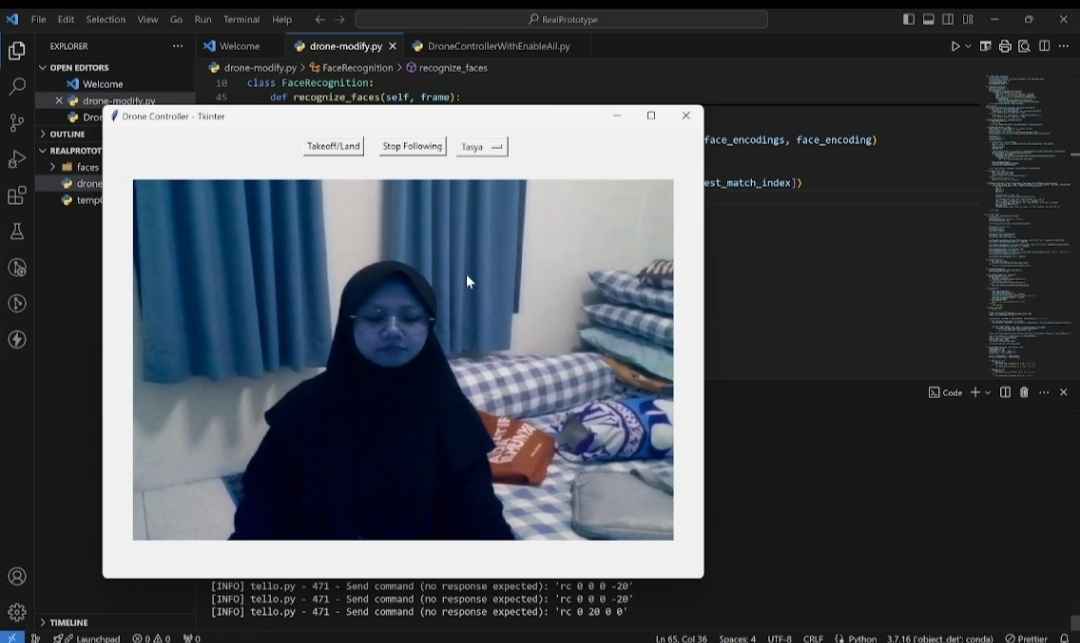 File Edit Selection View Go Run Terminal Help
RealPrototype
EXPLORER
Welcome
drone-modify.py
DroneControllerWithEnableAll.py
OPEN EDITORS
drone-modify.py > FaceRecognition > recognize_faces
Welcome
10 class FaceRecognition:
drone-modify.py
45 def recognize_faces(self, frame):
Dron
Drone Controller - Tkinter
OUTLINE
face_encodings, face_encoding)
Takeoff/Land
Stop Following
Tasya
REALPROTOT
faces
drone
est_match_index])
temp
Code
[INFO] tello.py - 471 - Send command (no response expected): 'rc 0 0 0 -20'
[INFO] tello.py - 471 - Send command (no response expected): 'rc 0 0 0 -20'
[INFO] tello.py - 471 - Send command (no response expected): 'rc 0 20 0 0'
TIMELINE
Launchpad 0 0 0 Ln 65, Col 36 Spaces: 4 UTF-8 CRLF Python 3.7.16 ('object_det': conda) Prettier